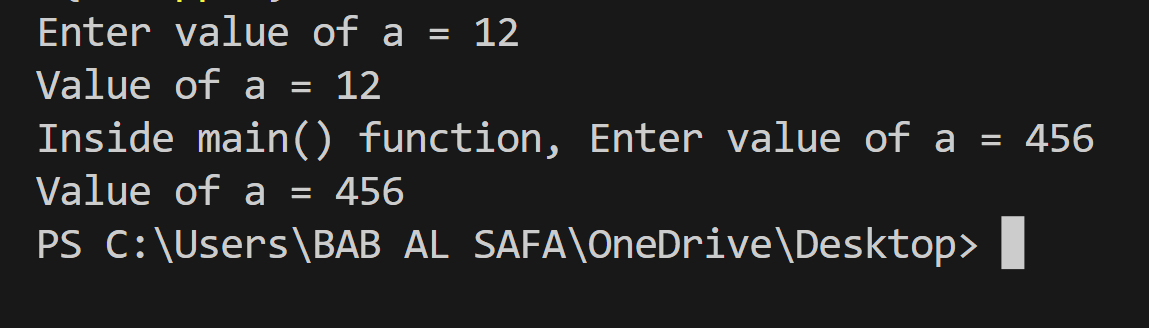 Enter value of a = 12
Value of a = 12
Inside main() function, Enter value of a = 456
Value of a = 456
PS C:\Users\BAB AL SAFA\OneDrive\Desktop>